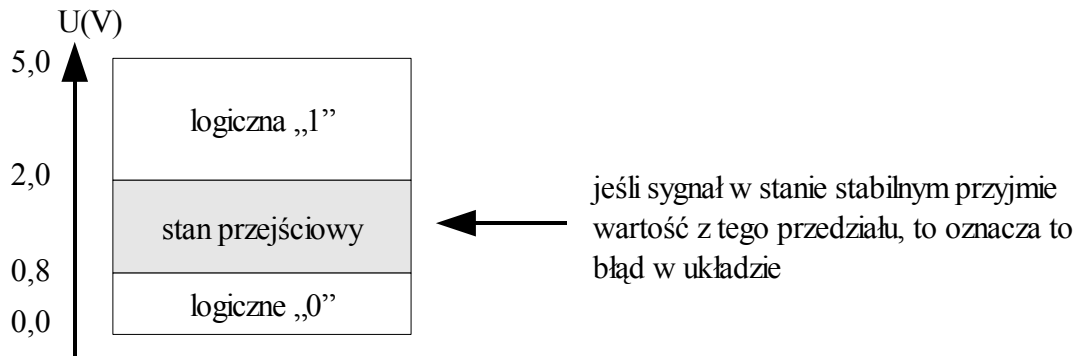 U(V)
5,0
logiczna „1”
2,0
stan przejściowy
0,8
logiczne „0”
0,0
jeśli sygnał w stanie stabilnym przyjmie
wartość z tego przedziału, to oznacza to
błąd w układzie